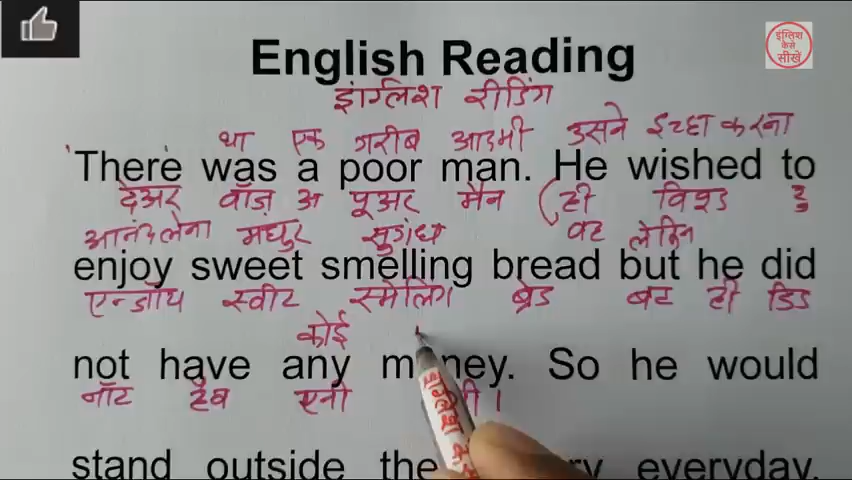 इंग्लिश
कैसे
सीखें
English Reading
इंग्लिश रीडिंग
था एक गरीब आदमी उसने इच्छा करना
There was a poor man. He wished to
देअर वॉज़ अ पूअर मैन (ही विश्ड टु
आनंद लेना मधुर सुगंध वह लेकिन
enjoy sweet smelling bread but he did
एन्जॉय स्वीट स्मेलिंग ब्रेड बट ही डिड
कोई
not have any money. So he would
नॉट हैव एनी नी।
stand outside the everyday.
इंग्लिश